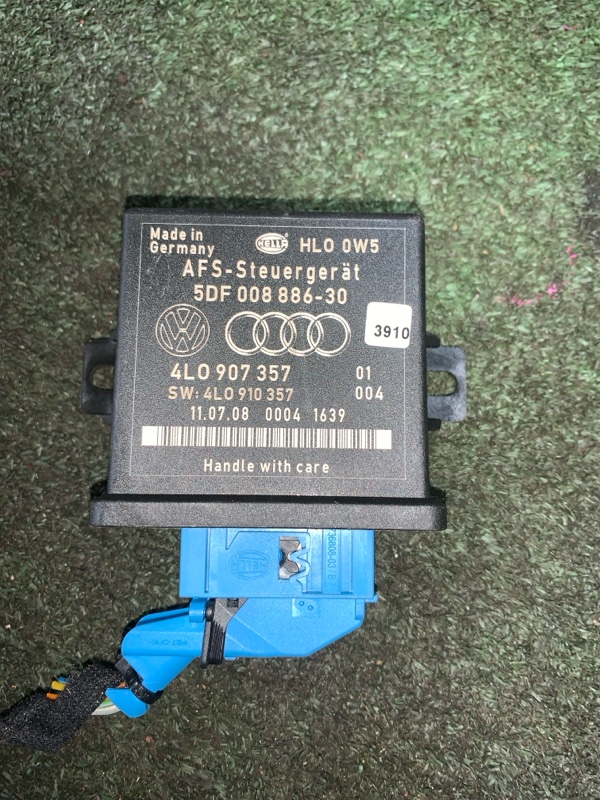 Made in
Germany
HELLA
HLO 0W5
AFS-Steuergerät
5DF 008 886-30
3910
4L0 907 357 01
SW: 4L0 910 357 004
11.07.08 0004 1639
Handle with care
HELLA